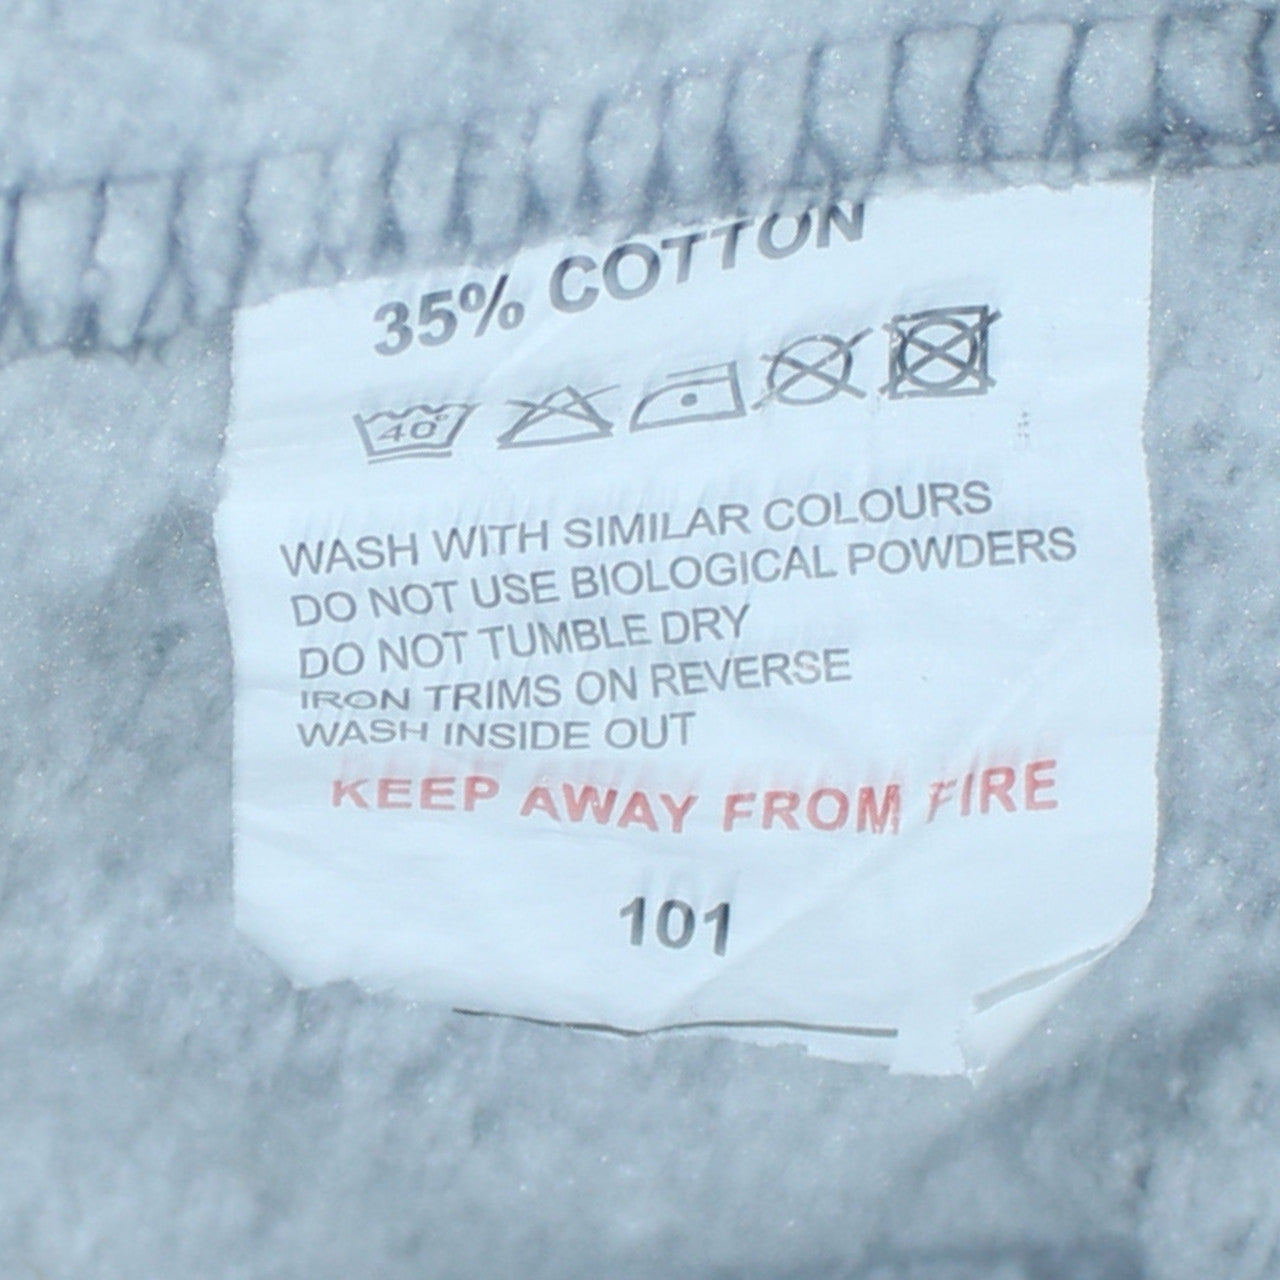 35% COTTON
40°
WASH WITH SIMILAR COLOURS
DO NOT USE BIOLOGICAL POWDERS
DO NOT TUMBLE DRY
IRON TRIMS ON REVERSE
WASH INSIDE OUT
KEEP AWAY FROM FIRE
101